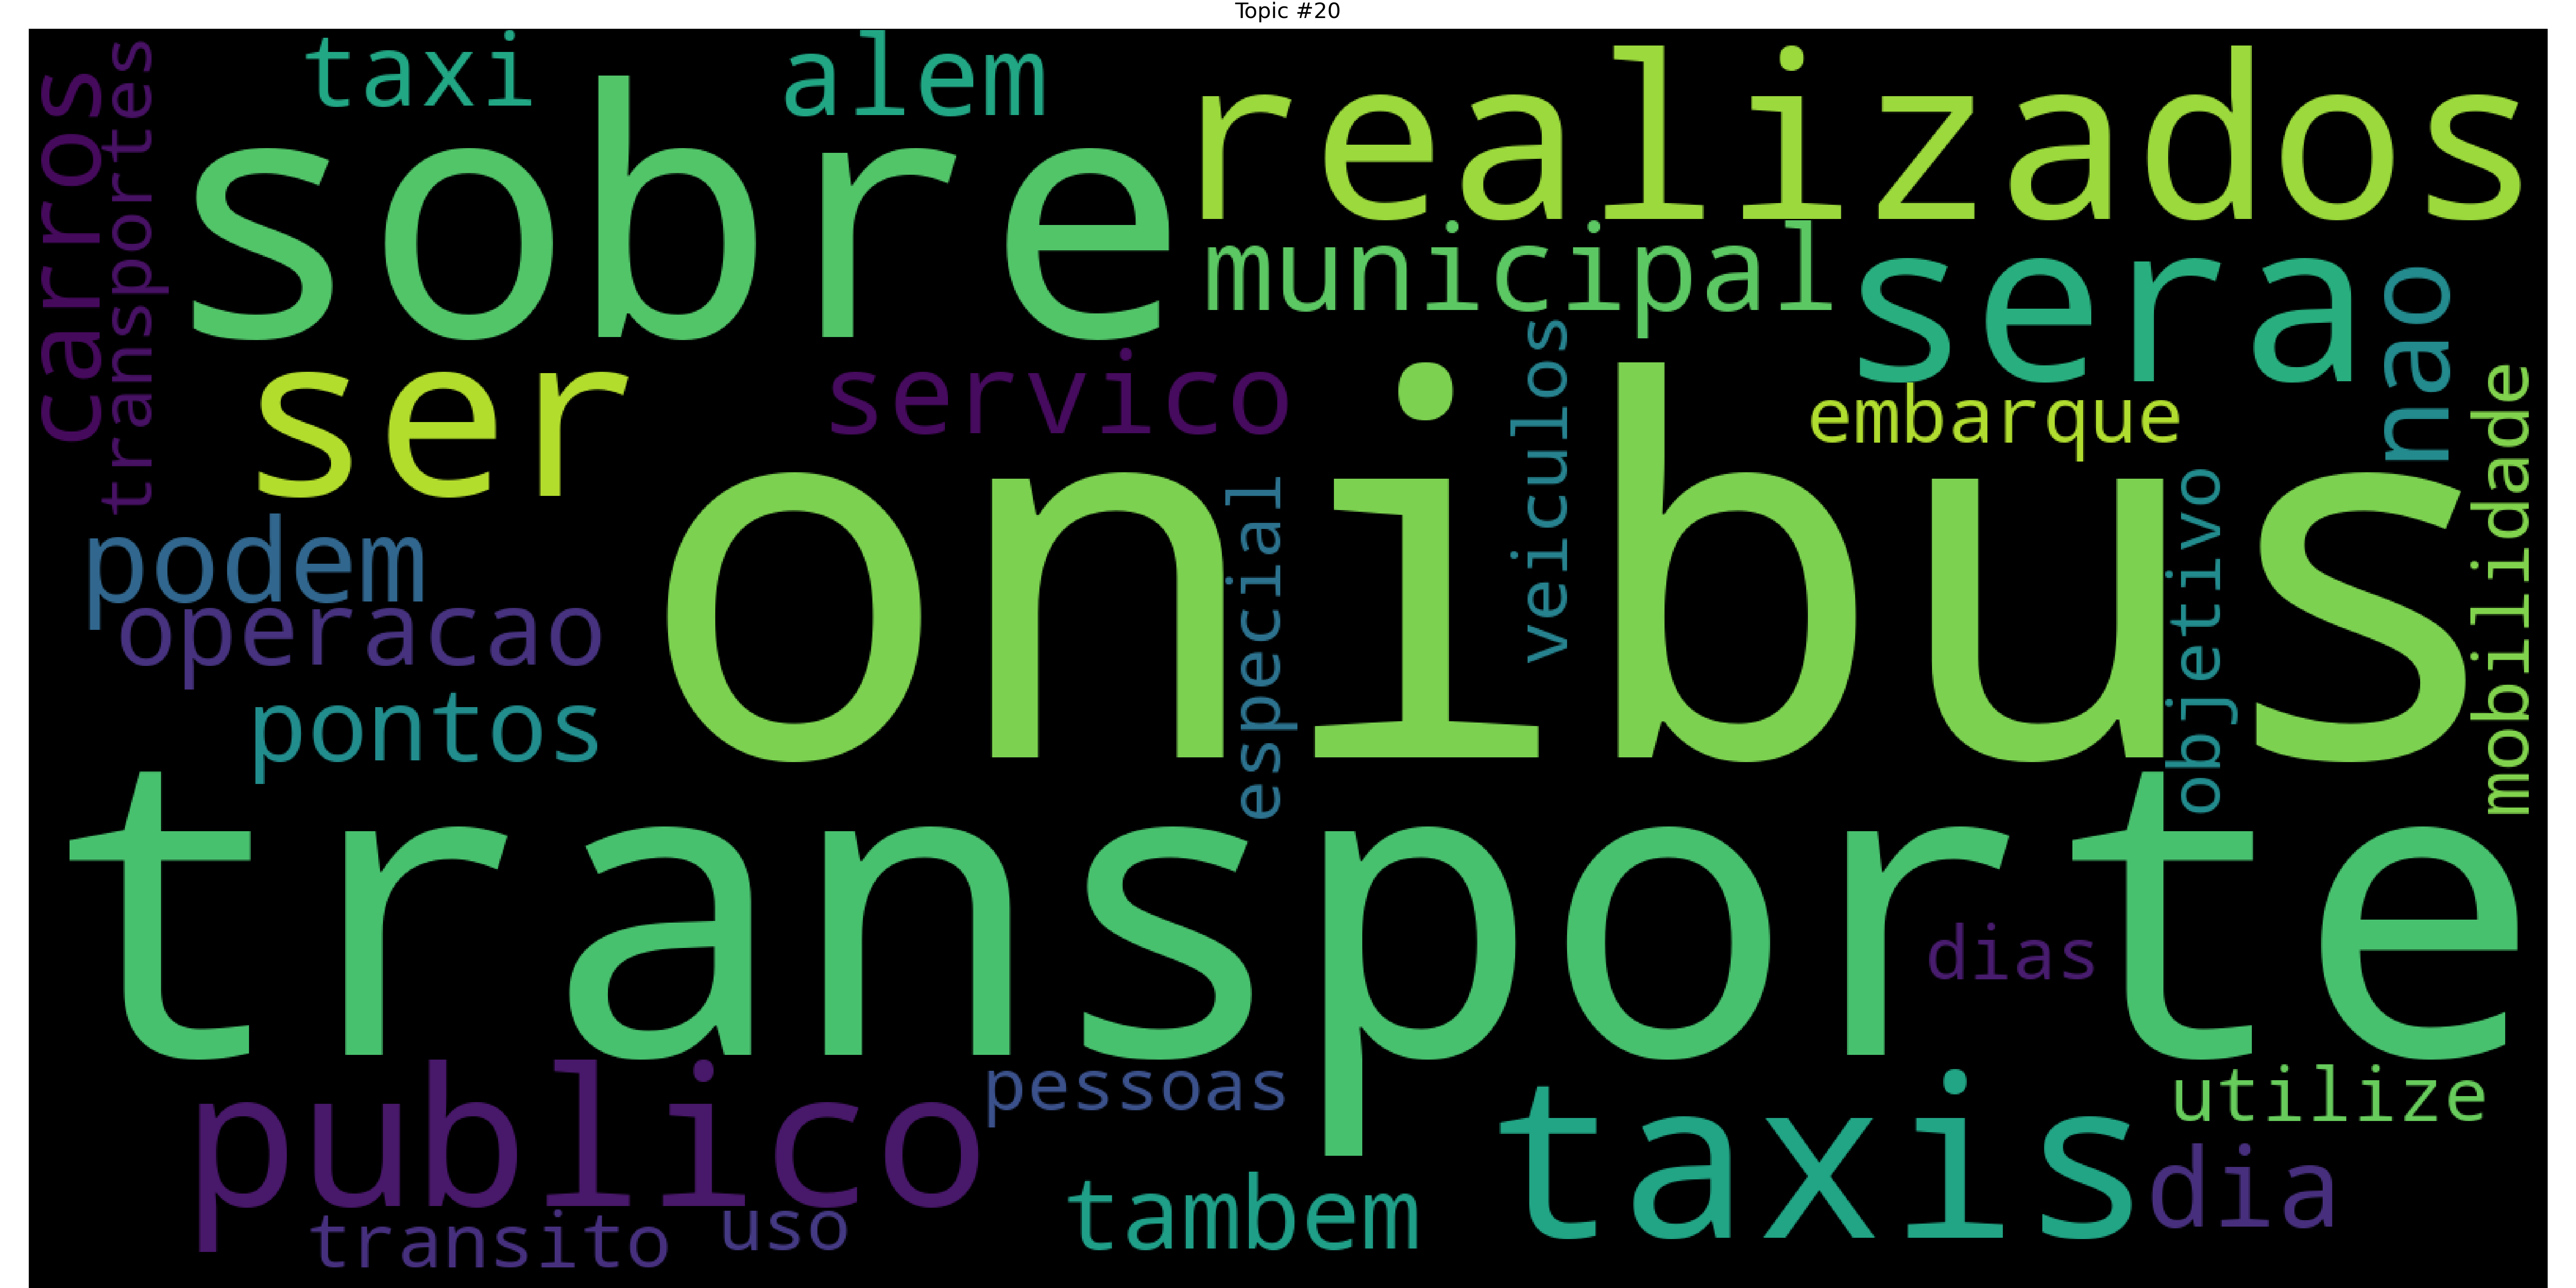 Topic #20
carros
transportes
taxi
alem
realizados
sobre
municipal
sera
nao
ser
servico
veiculos
embarque
mobilidade
podem
onibus
especial
objetivo
operacao
pontos
transporte
dias
publico
pessoas
taxis
utilize
transito
uso
tambem
dia